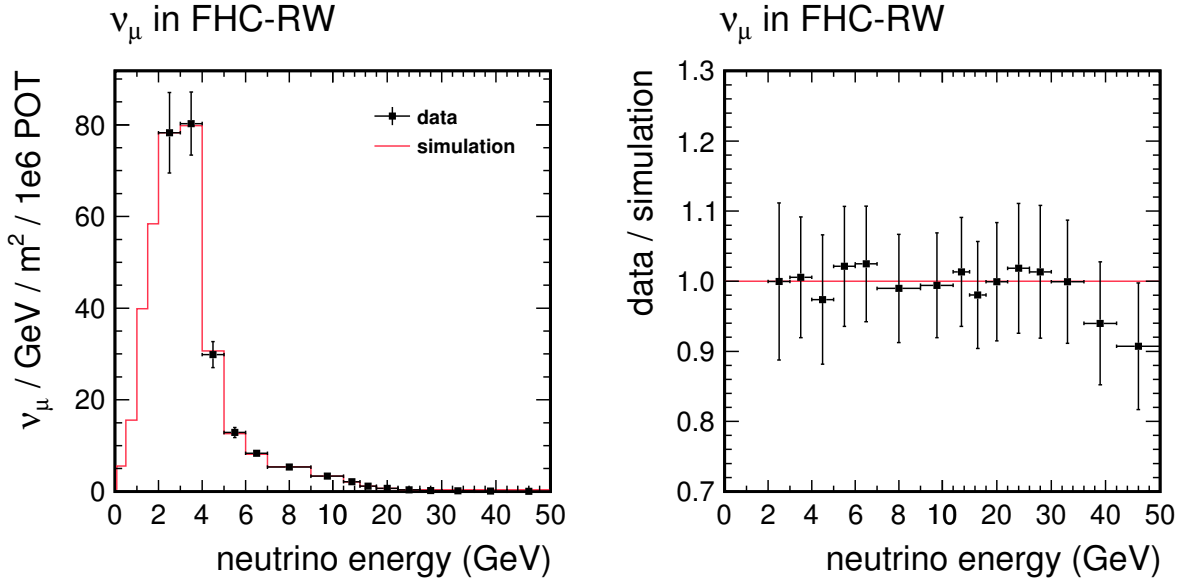 ν_μ in FHC-RW
ν_μ / GeV / m² / 1e6 POT
80
60
40
20
0
data
simulation
0 2 4 6 8 10 20 30 40 50
neutrino energy (GeV)
ν_μ in FHC-RW
data / simulation
1.3
1.2
1.1
1.0
0.9
0.8
0.7
0 2 4 6 8 10 20 30 40 50
neutrino energy (GeV)